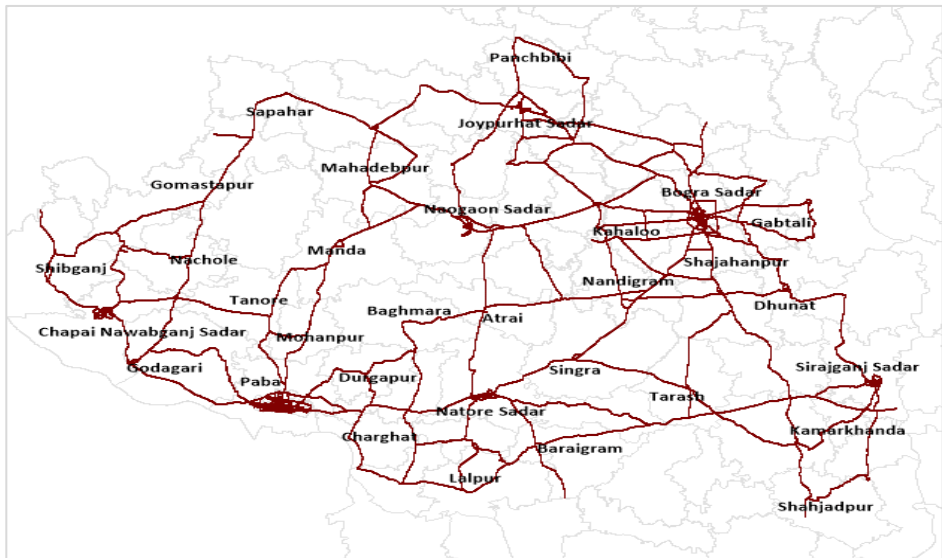 Panchbibi
Sapahar
Joypurhat Sadar
Mahadebpur
Gomastapur
Bogra Sadar
Naogaon Sadar
Gabtali
Kahaloo
Manda
Nachole
Shajahanpur
Shibganj
Nandigram
Tanore
Dhunat
Baghmara
Atrai
Chapai Nawabganj Sadar
Mohanpur
Godagari
Singra
Sirajganj Sadar
Paba
Durgapur
Tarash
Natore Sadar
Kamarkhanda
Charghat
Baraigram
Lalpur
Shahjadpur